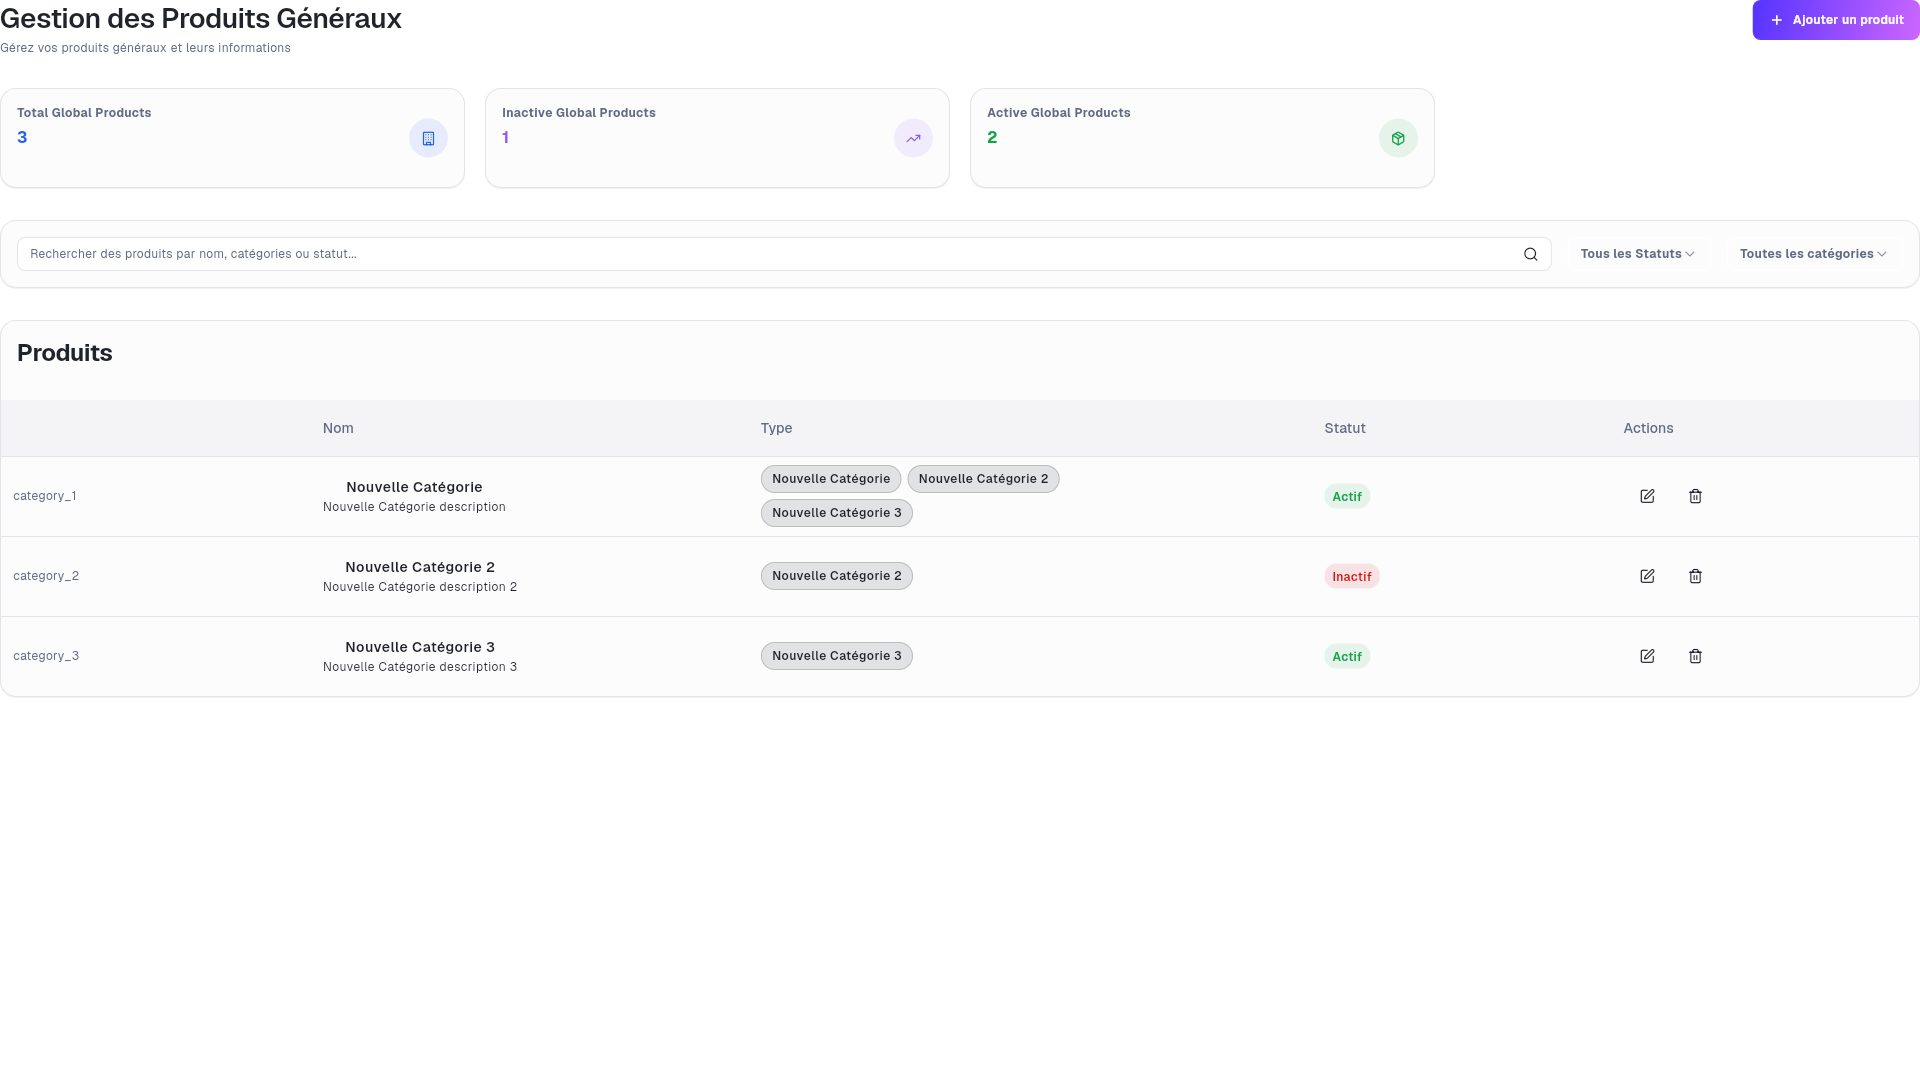 Gestion des Produits Généraux
Gérez vos produits généraux et leurs informations
Ajouter un produit
Total Global Products
3
Inactive Global Products
1
Active Global Products
2
Rechercher des produits par nom, catégories ou statut...
Tous les Statuts
Toutes les catégories
Produits
Nom Type Statut Actions
category_1
Nouvelle Catégorie
Nouvelle Catégorie description
Nouvelle Catégorie Nouvelle Catégorie 2
Nouvelle Catégorie 3
Actif
category_2
Nouvelle Catégorie 2
Nouvelle Catégorie description 2
Nouvelle Catégorie 2
Inactif
category_3
Nouvelle Catégorie 3
Nouvelle Catégorie description 3
Nouvelle Catégorie 3
Actif